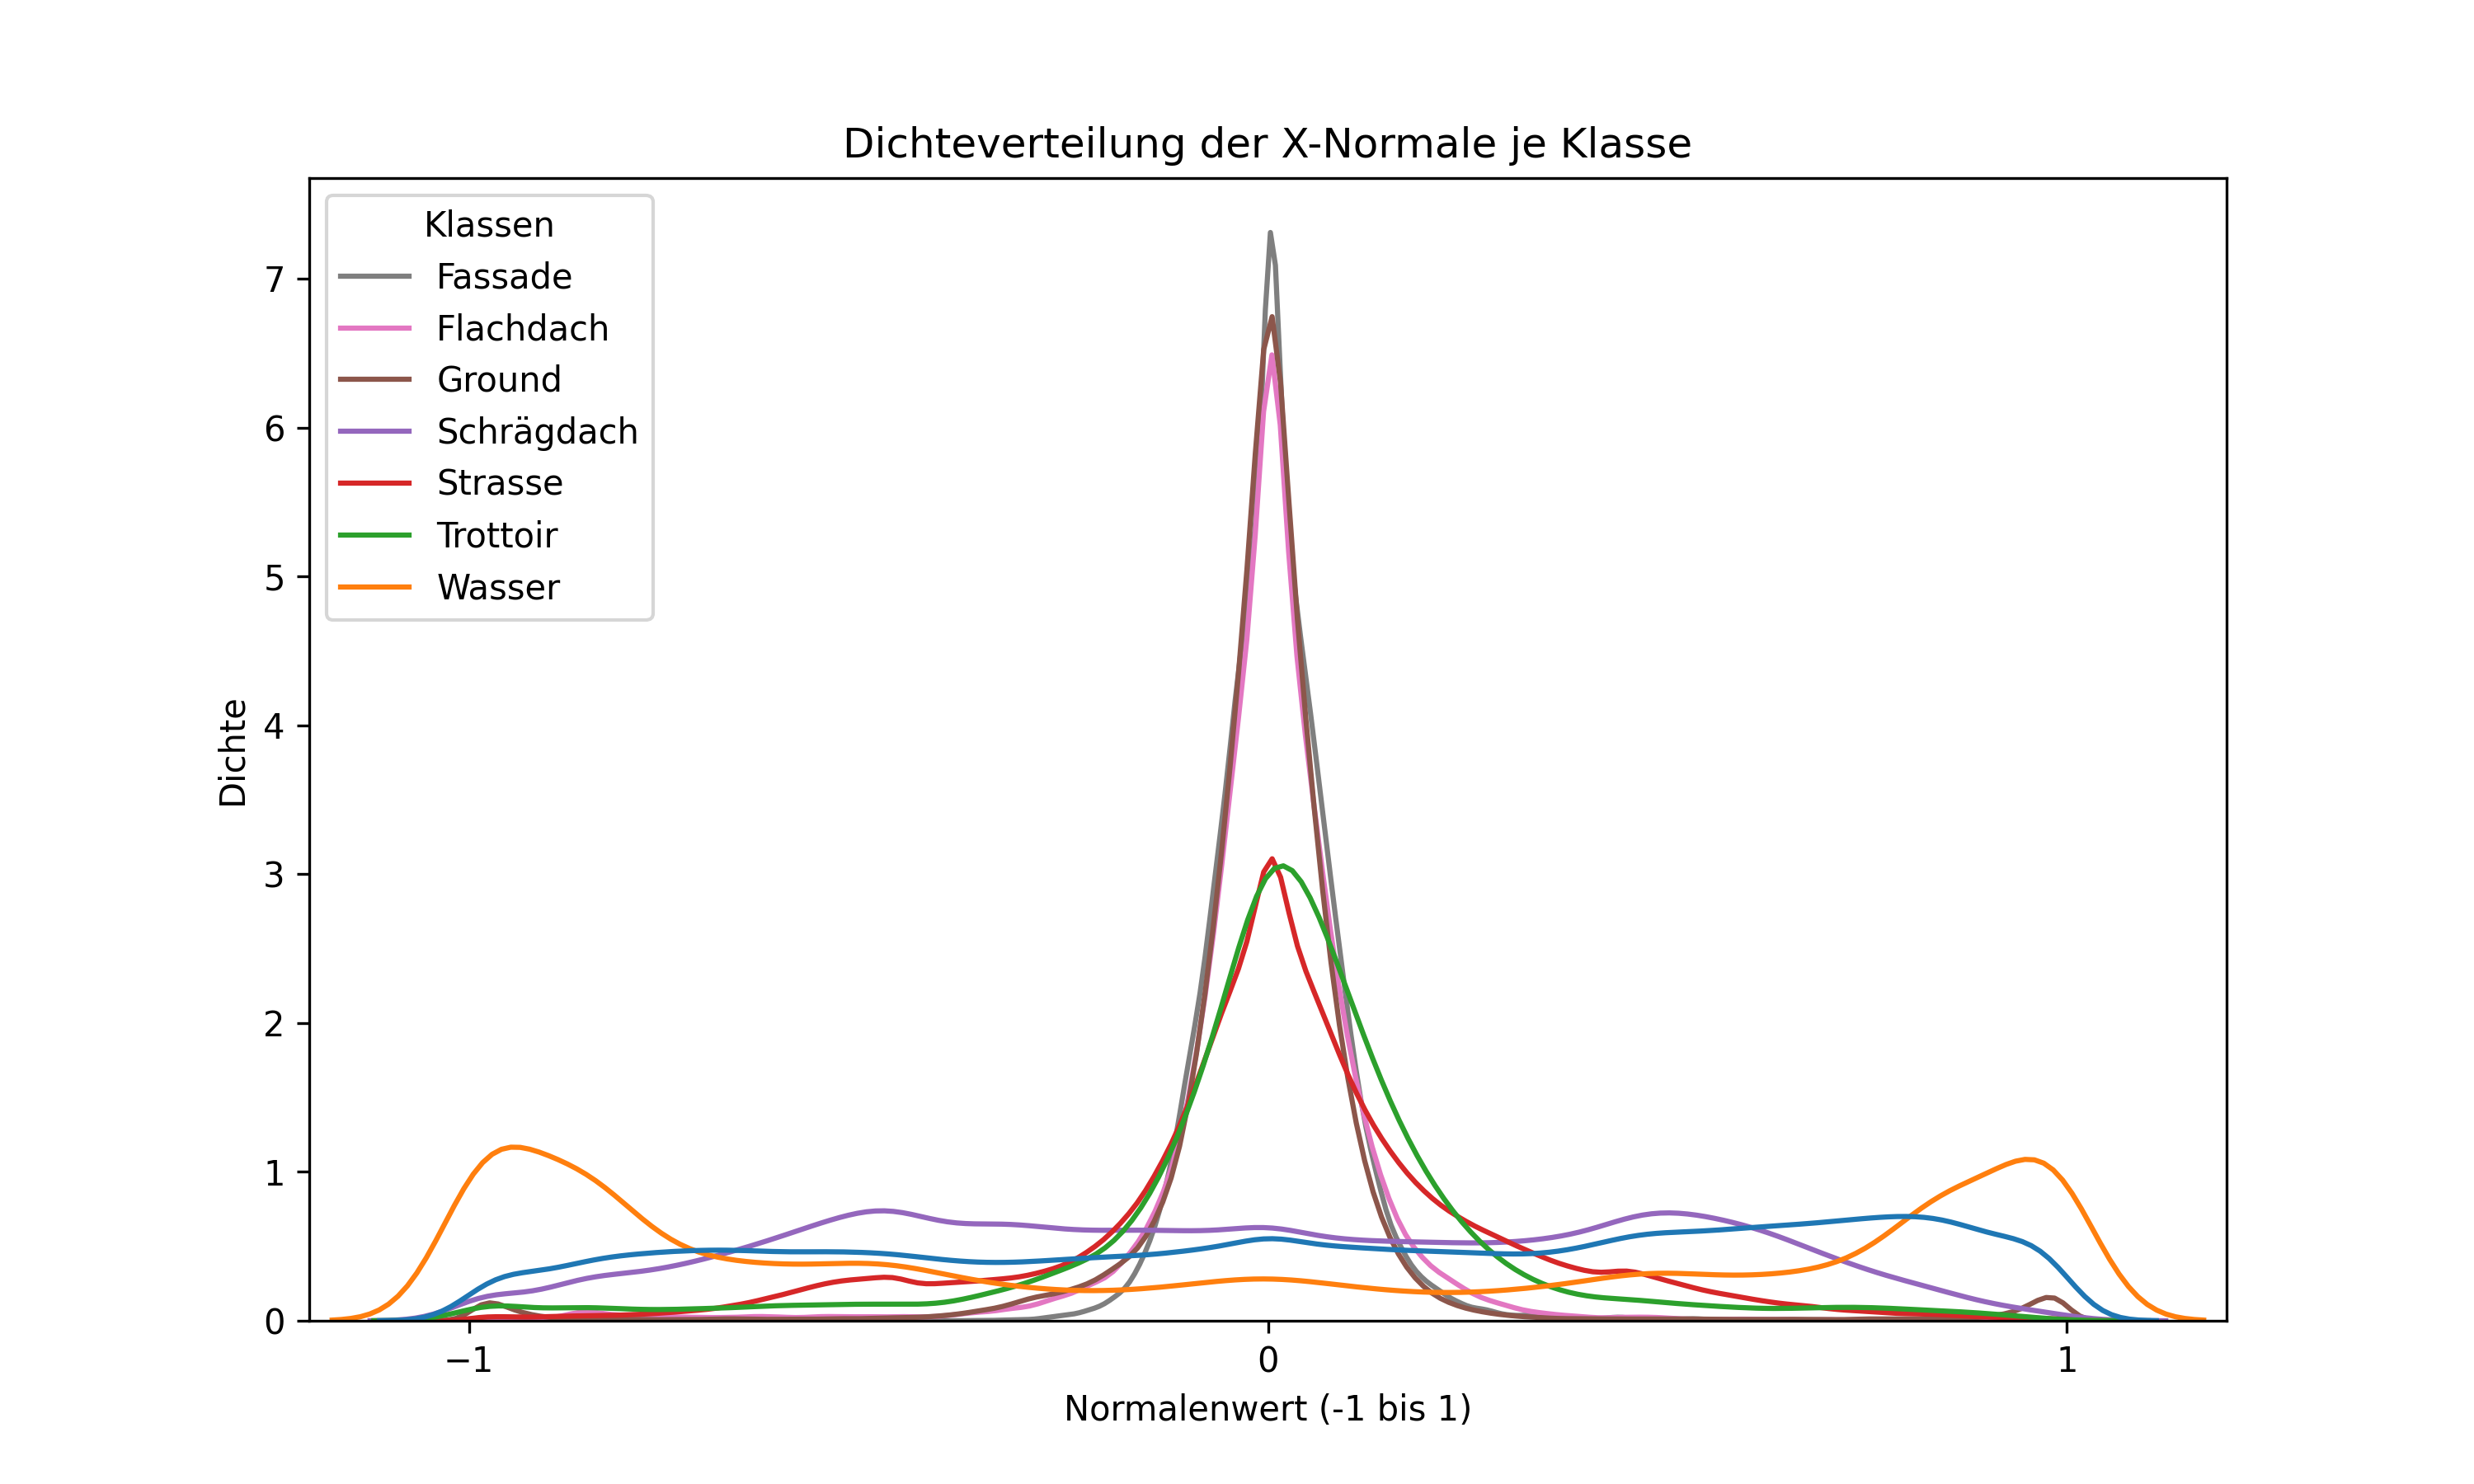 Dichteverteilung der X-Normale je Klasse
Klassen
Fassade
Flachdach
Ground
Schrägdach
Strasse
Trottoir
Wasser
Dichte
7
6
5
4
3
2
1
0
−1 0 1
Normalenwert (-1 bis 1)